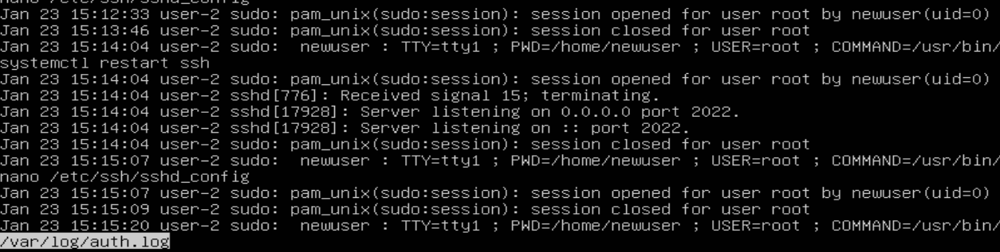 nano /etc/ssh/sshd_config
Jan 23 15:12:33 user-2 sudo: pam_unix(sudo:session): session opened for user root by newuser(uid=0)
Jan 23 15:13:46 user-2 sudo: pam_unix(sudo:session): session closed for user root
Jan 23 15:14:04 user-2 sudo:  newuser : TTY=tty1 ; PWD=/home/newuser ; USER=root ; COMMAND=/usr/bin/
systemctl restart ssh
Jan 23 15:14:04 user-2 sudo: pam_unix(sudo:session): session opened for user root by newuser(uid=0)
Jan 23 15:14:04 user-2 sshd[776]: Received signal 15; terminating.
Jan 23 15:14:04 user-2 sshd[17928]: Server listening on 0.0.0.0 port 2022.
Jan 23 15:14:04 user-2 sshd[17928]: Server listening on :: port 2022.
Jan 23 15:14:04 user-2 sudo: pam_unix(sudo:session): session closed for user root
Jan 23 15:15:07 user-2 sudo:  newuser : TTY=tty1 ; PWD=/home/newuser ; USER=root ; COMMAND=/usr/bin/
nano /etc/ssh/sshd_config
Jan 23 15:15:07 user-2 sudo: pam_unix(sudo:session): session opened for user root by newuser(uid=0)
Jan 23 15:15:09 user-2 sudo: pam_unix(sudo:session): session closed for user root
Jan 23 15:15:20 user-2 sudo:  newuser : TTY=tty1 ; PWD=/home/newuser ; USER=root ; COMMAND=/usr/bin/
/var/log/auth.log